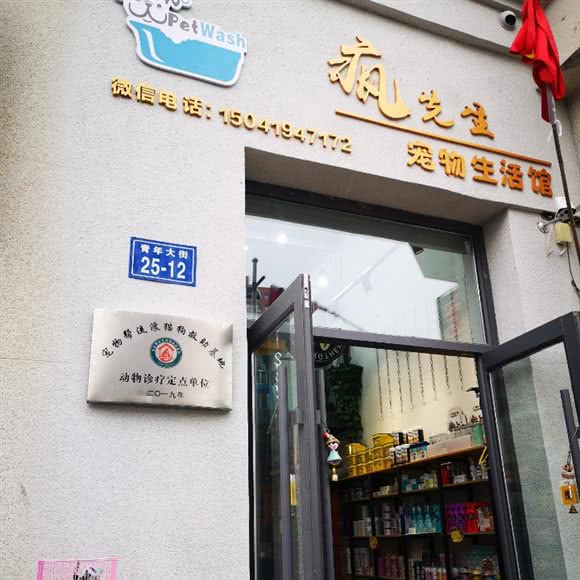 PetWash
疯先生
微信电话：15041947172
宠物生活馆
青年大街
25-12
宠物帮流浪猫狗救助基地
动物诊疗定点单位
二〇一九年